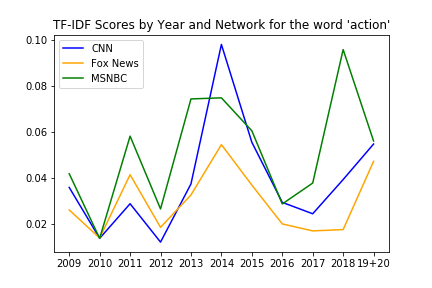 TF-IDF Scores by Year and Network for the word 'action'
CNN
Fox News
MSNBC
0.10
0.08
0.06
0.04
0.02
2009 2010 2011 2012 2013 2014 2015 2016 2017 2018 19+20